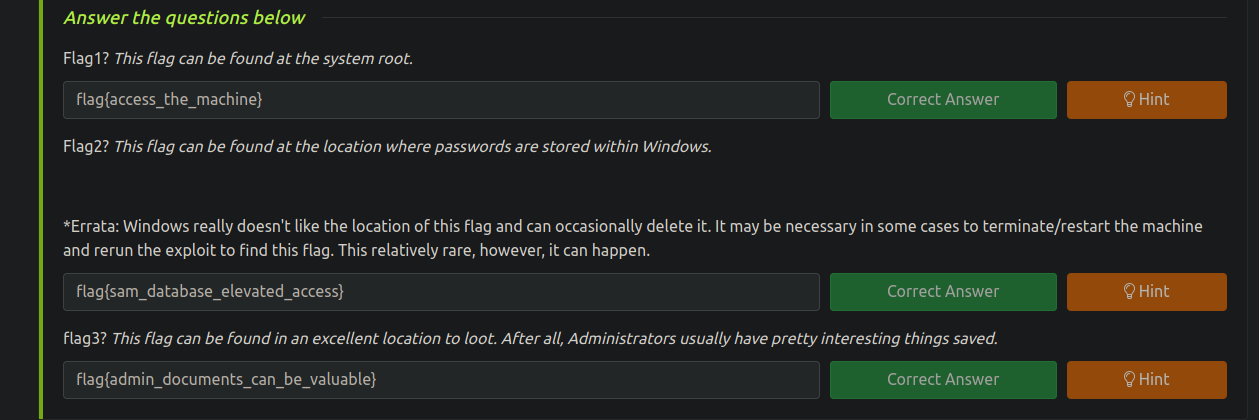 Answer the questions below
Flag1? This flag can be found at the system root.
flag{access_the_machine}
Correct Answer
Hint
Flag2? This flag can be found at the location where passwords are stored within Windows.
*Errata: Windows really doesn't like the location of this flag and can occasionally delete it. It may be necessary in some cases to terminate/restart the machine
and rerun the exploit to find this flag. This relatively rare, however, it can happen.
flag{sam_database_elevated_access}
Correct Answer
Hint
flag3? This flag can be found in an excellent location to loot. After all, Administrators usually have pretty interesting things saved.
flag{admin_documents_can_be_valuable}
Correct Answer
Hint